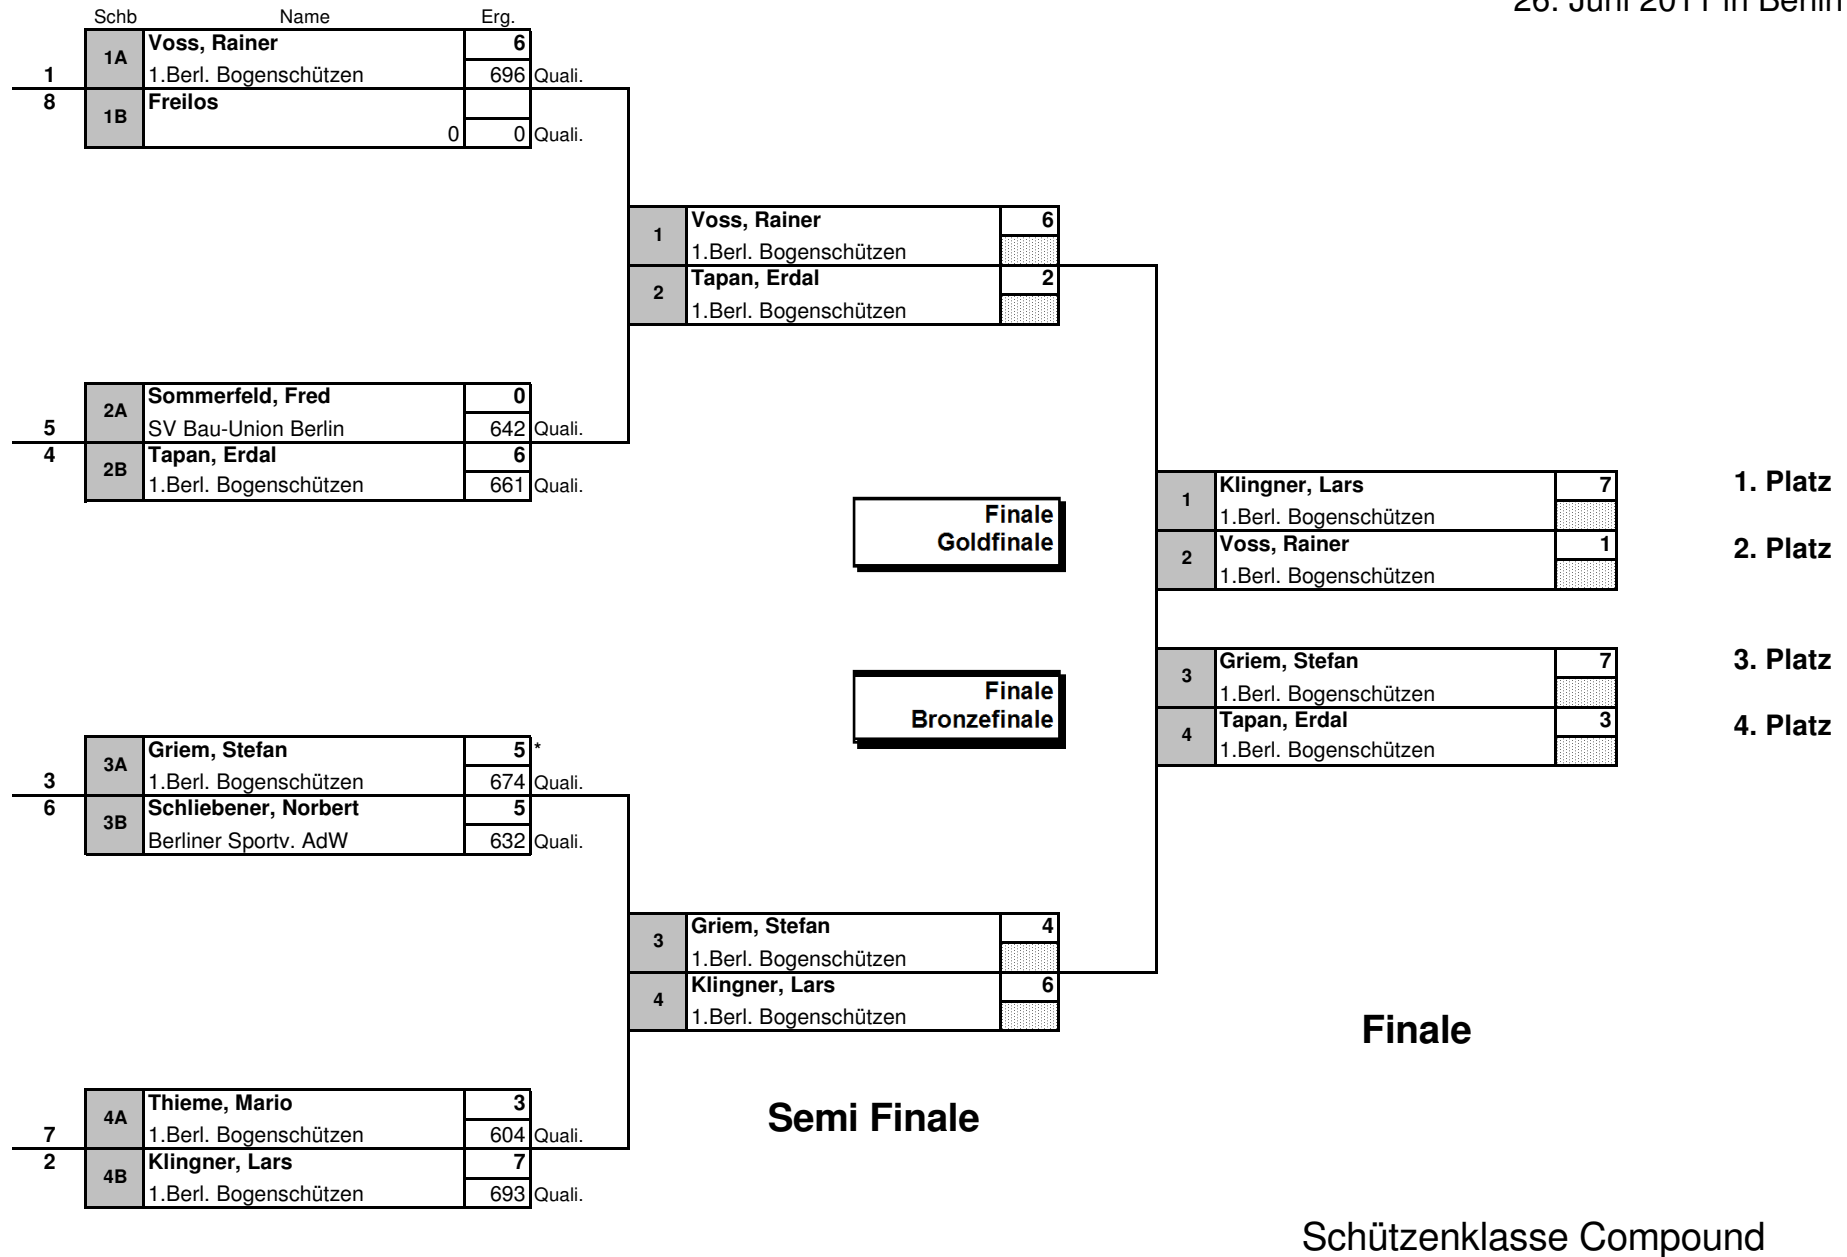 26. Juni 2011 in Berlin
Schb Name Erg.
1A Voss, Rainer 6
1 1.Berl. Bogenschützen 696 Quali.
8 1B Freilos
0 0 Quali.
1 Voss, Rainer 6
1.Berl. Bogenschützen
2 Tapan, Erdal 2
1.Berl. Bogenschützen
2A Sommerfeld, Fred 0
5 SV Bau-Union Berlin 642 Quali.
4 2B Tapan, Erdal 6
1.Berl. Bogenschützen 661 Quali.
Finale
Goldfinale
1 Klingner, Lars 7 1. Platz
1.Berl. Bogenschützen
2 Voss, Rainer 1 2. Platz
1.Berl. Bogenschützen
Finale
Bronzefinale
3 Griem, Stefan 7 3. Platz
1.Berl. Bogenschützen
4 Tapan, Erdal 3 4. Platz
1.Berl. Bogenschützen
3A Griem, Stefan 5 *
3 1.Berl. Bogenschützen 674 Quali.
6 3B Schliebener, Norbert 5
Berliner Sportv. AdW 632 Quali.
3 Griem, Stefan 4
1.Berl. Bogenschützen
4 Klingner, Lars 6
1.Berl. Bogenschützen
Finale
4A Thieme, Mario 3
7 1.Berl. Bogenschützen 604 Quali.
2 4B Klingner, Lars 7
1.Berl. Bogenschützen 693 Quali.
Semi Finale
Schützenklasse Compound